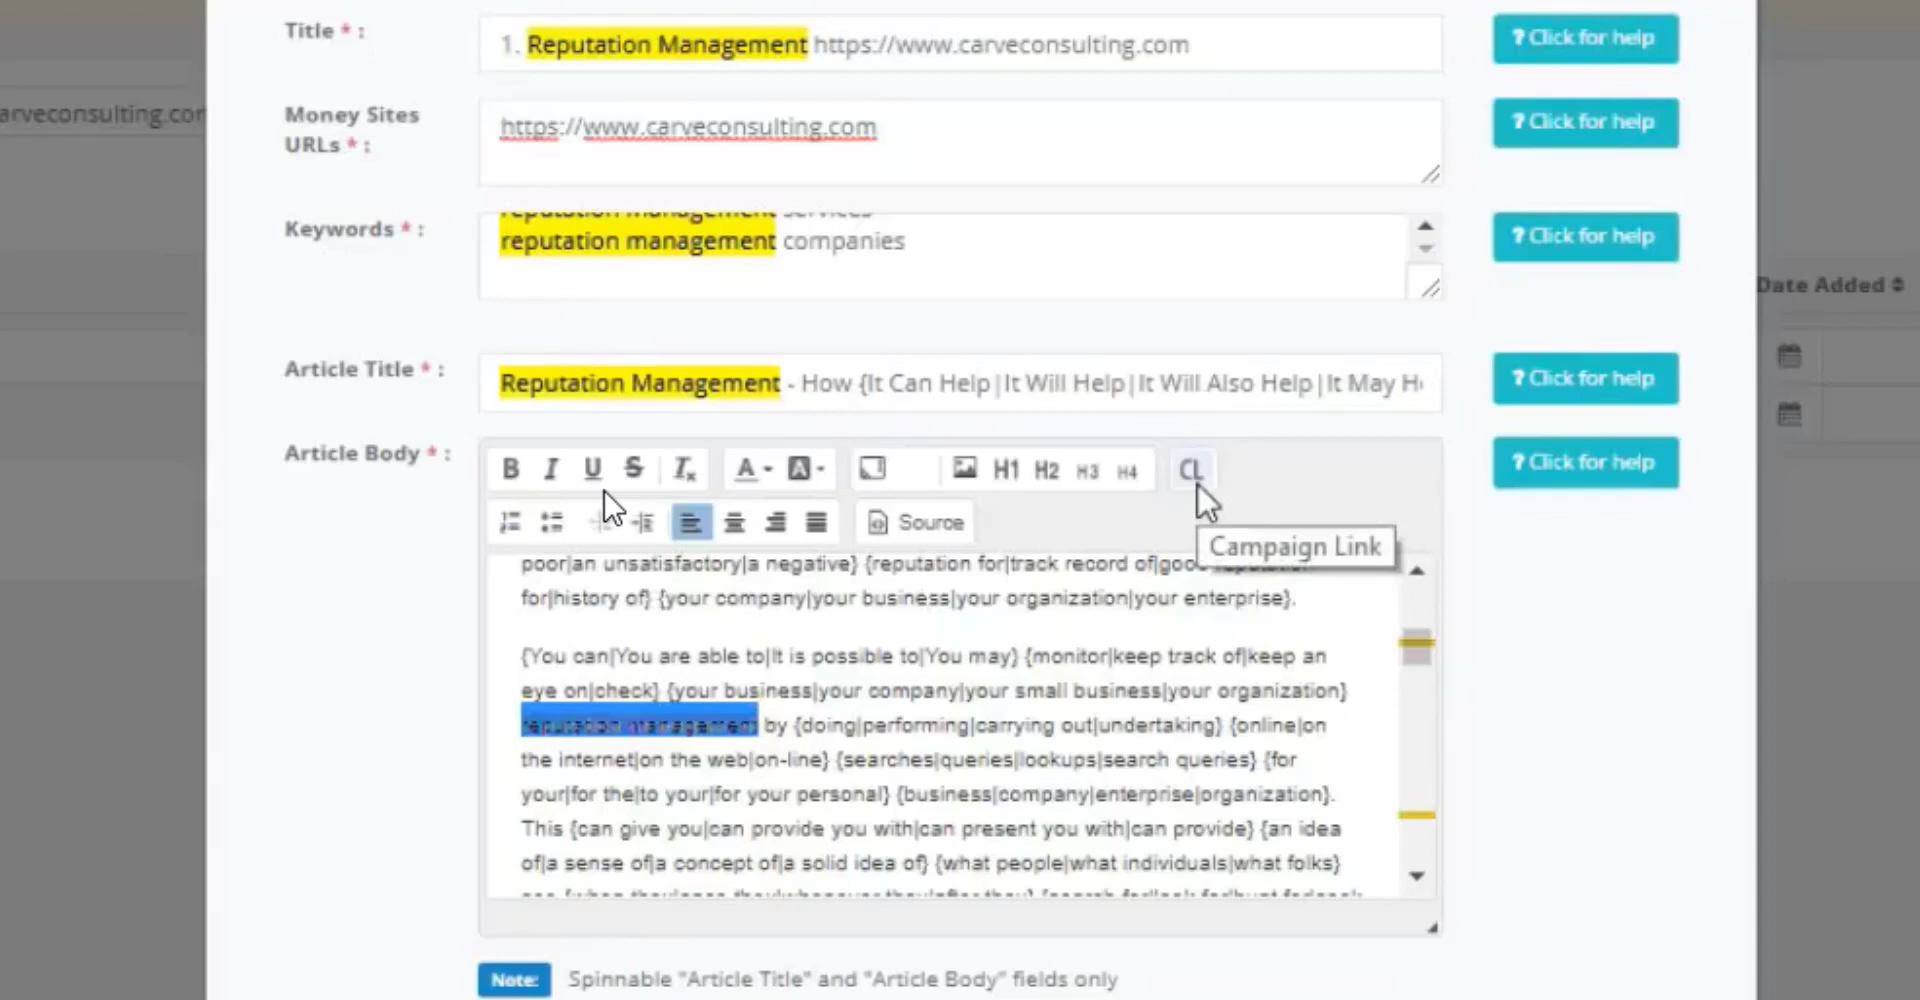 Title * :
1. Reputation Management https://www.carveconsulting.com
? Click for help
arveconsulting.cor
Money Sites
URLs * :
https://www.carveconsulting.com
? Click for help
Keywords * :
reputation management services
reputation management companies
? Click for help
Date Added
Article Title * :
Reputation Management - How {It Can Help|It Will Help|It Will Also Help|It May H
? Click for help
Article Body * :
B I U S Tx A A H1 H2 H3 H4 CL
? Click for help
Source
Campaign Link
poor|an unsatisfactory|a negative} {reputation for|track record of|good
for|history of} {your company|your business|your organization|your enterprise}.
{You can|You are able to|It is possible to|You may} {monitor|keep track of|keep an
eye on|check} {your business|your company|your small business|your organization}
reputation management by {doing|performing|carrying out|undertaking} {online|on
the internet|on the web|on-line} {searches|queries|lookups|search queries} {for
your|for the|to your|for your personal} {business|company|enterprise|organization}.
This {can give you|can provide you with|can present you with|can provide} {an idea
of|a sense of|a concept of|a solid idea of} {what people|what individuals|what folks}
Note: Spinnable "Article Title" and "Article Body" fields only